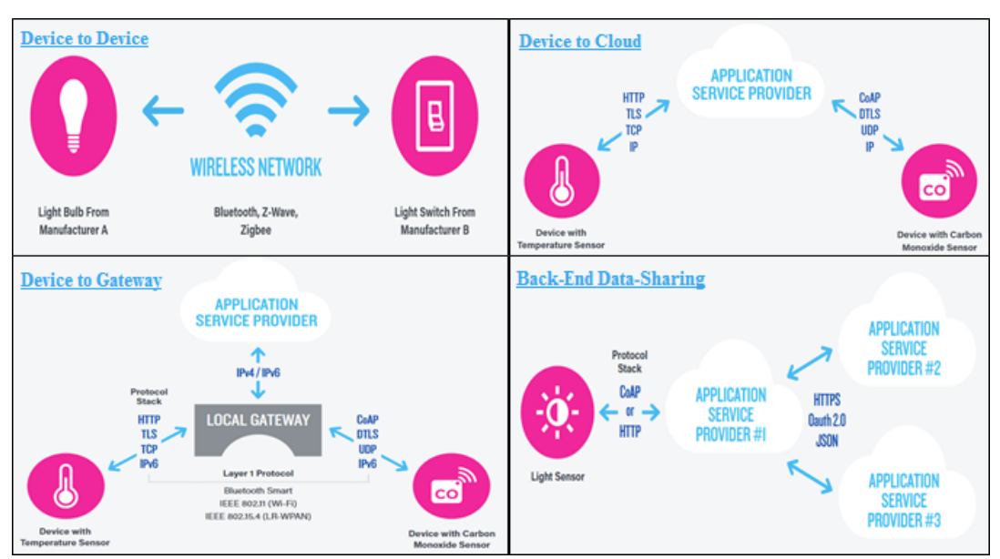 Device to Device
WIRELESS NETWORK
Light Bulb From
Manufacturer A
Bluetooth, Z-Wave,
Zigbee
Light Switch From
Manufacturer B
Device to Cloud
APPLICATION
SERVICE PROVIDER
HTTP
TLS
TCP
IP
CoAP
DTLS
UDP
IP
CO
Device with
Temperature Sensor
Device with Carbon
Monoxide Sensor
Device to Gateway
APPLICATION
SERVICE PROVIDER
IPv4 / IPv6
Protocol
Stack
HTTP
TLS
TCP
IPv6
LOCAL GATEWAY
CoAP
DTLS
UDP
IPv6
Layer 1 Protocol
Bluetooth Smart
IEEE 802.11 (Wi-Fi)
IEEE 802.15.4 (LR-WPAN)
CO
Device with
Temperature Sensor
Device with Carbon
Monoxide Sensor
Back-End Data-Sharing
Protocol
Stack
CoAP
or
HTTP
Light Sensor
APPLICATION
SERVICE
PROVIDER #1
APPLICATION
SERVICE
PROVIDER #2
HTTPS
Oauth 2.0
JSON
APPLICATION
SERVICE
PROVIDER #3